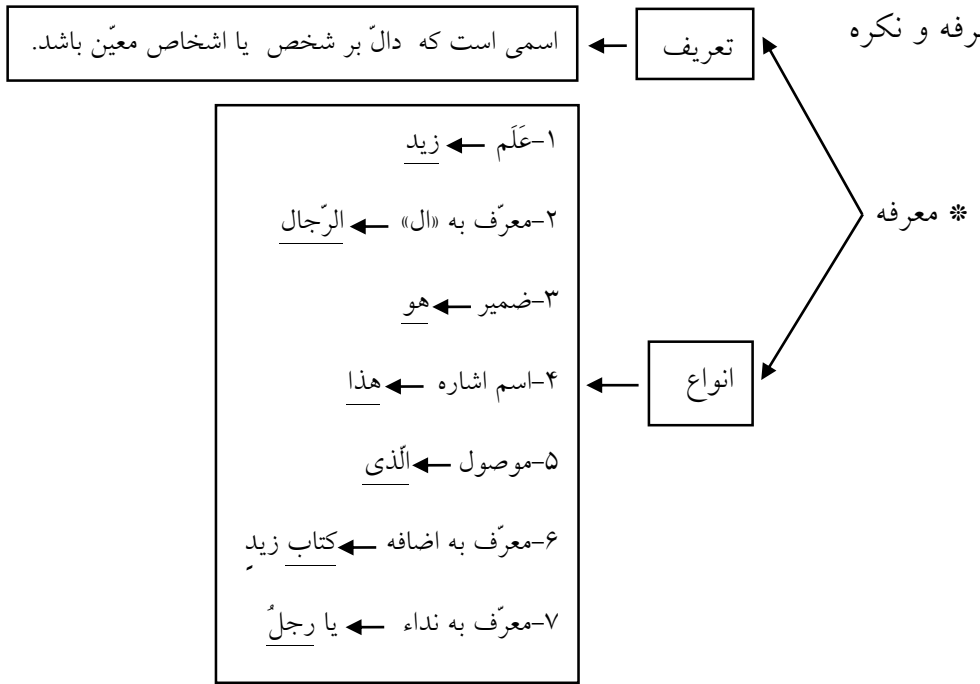 رفه و نکره
* معرفه
تعریف
اسمی است که دالّ بر شخص یا اشخاص معیّن باشد.
انواع
۱-عَلَم ← زید
۲-معرّف به «ال» ← الرّجال
۳-ضمیر ← هو
۴-اسم اشاره ← هذا
۵-موصول ← الّذی
۶-معرّف به اضافه ← کتاب زیدٍ
۷-معرّف به نداء ← یا رجلُ